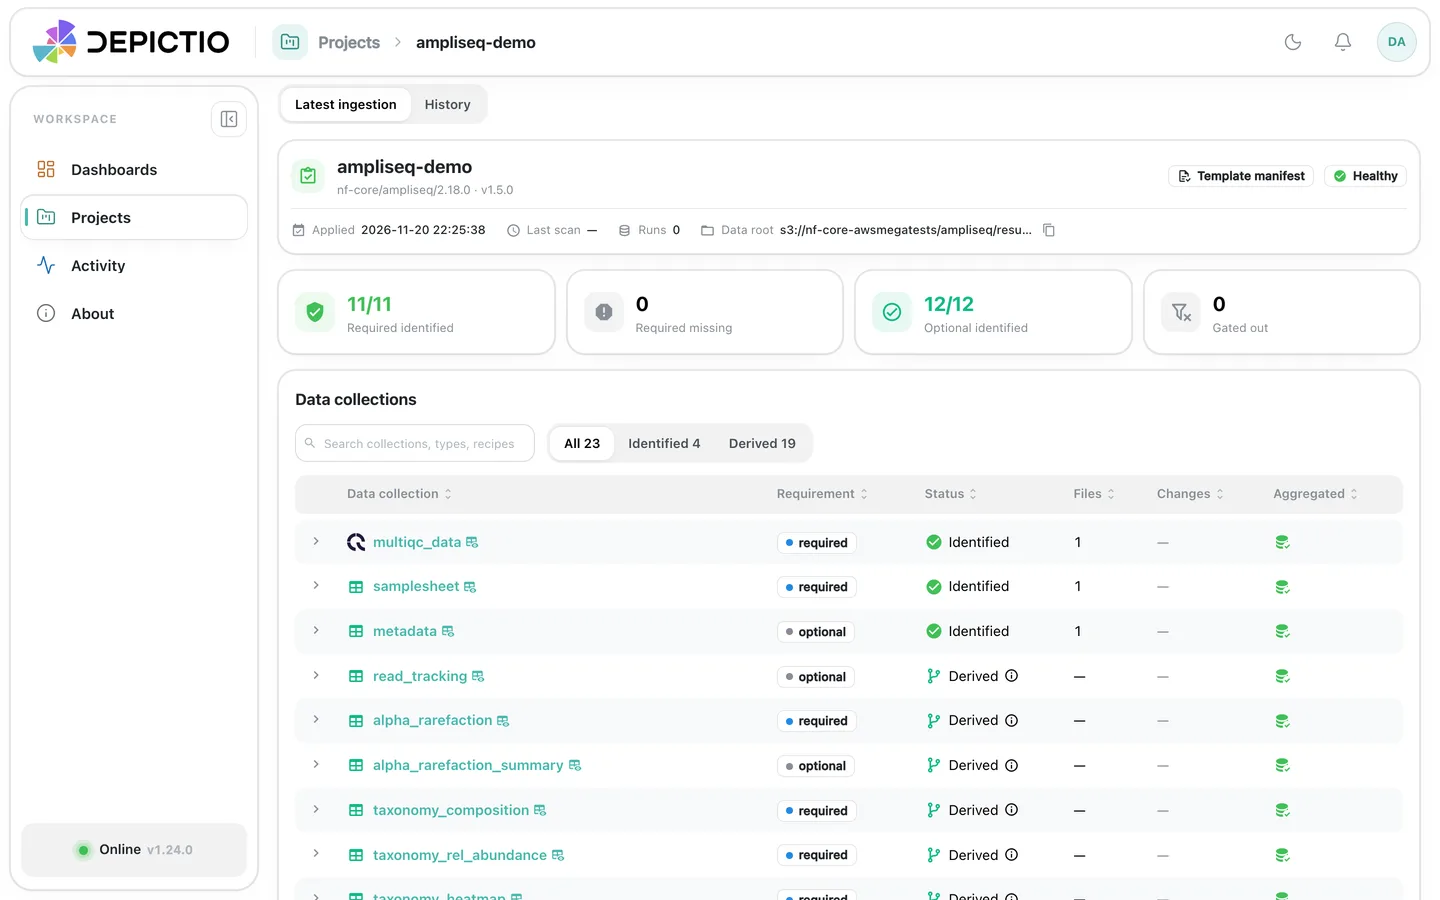 DEPICTIO
Projects > ampliseq-demo
DA
WORKSPACE
Dashboards
Projects
Activity
About
Online v1.24.0
Latest ingestion History
ampliseq-demo
nf-core/ampliseq/2.18.0 · v1.5.0
Template manifest
Healthy
Applied 2026-11-20 22:25:38 Last scan — Runs 0 Data root s3://nf-core-awsmegatests/ampliseq/resu...
11/11
Required identified
0
Required missing
12/12
Optional identified
0
Gated out
Data collections
Search collections, types, recipes
All 23 Identified 4 Derived 19
Data collection Requirement Status Files Changes Aggregated
multiqc_data required Identified 1 —
samplesheet required Identified 1 —
metadata optional Identified 1 —
read_tracking optional Derived — —
alpha_rarefaction required Derived — —
alpha_rarefaction_summary optional Derived — —
taxonomy_composition required Derived — —
taxonomy_rel_abundance required Derived — —
taxonomy_heatmap required Derived — —